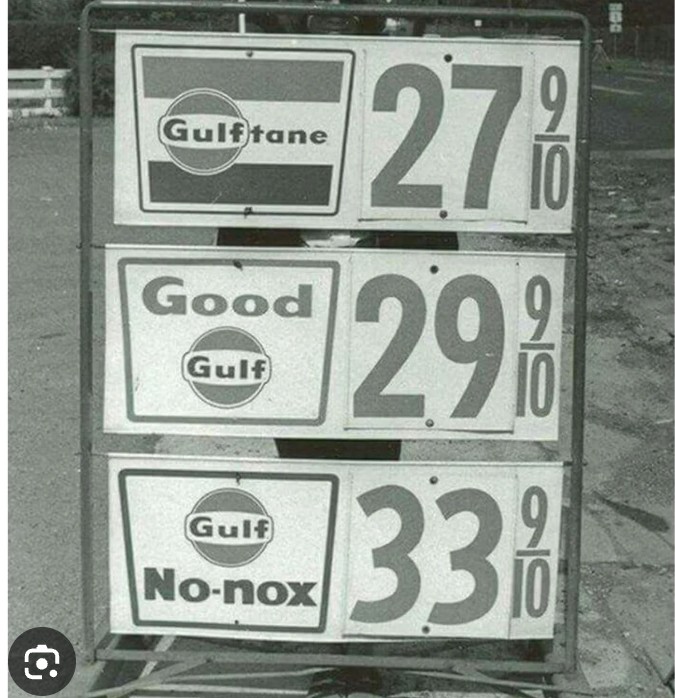 Gulftane 27 9/10
Good
Gulf
29 9/10
Gulf
No-nox
33 9/10